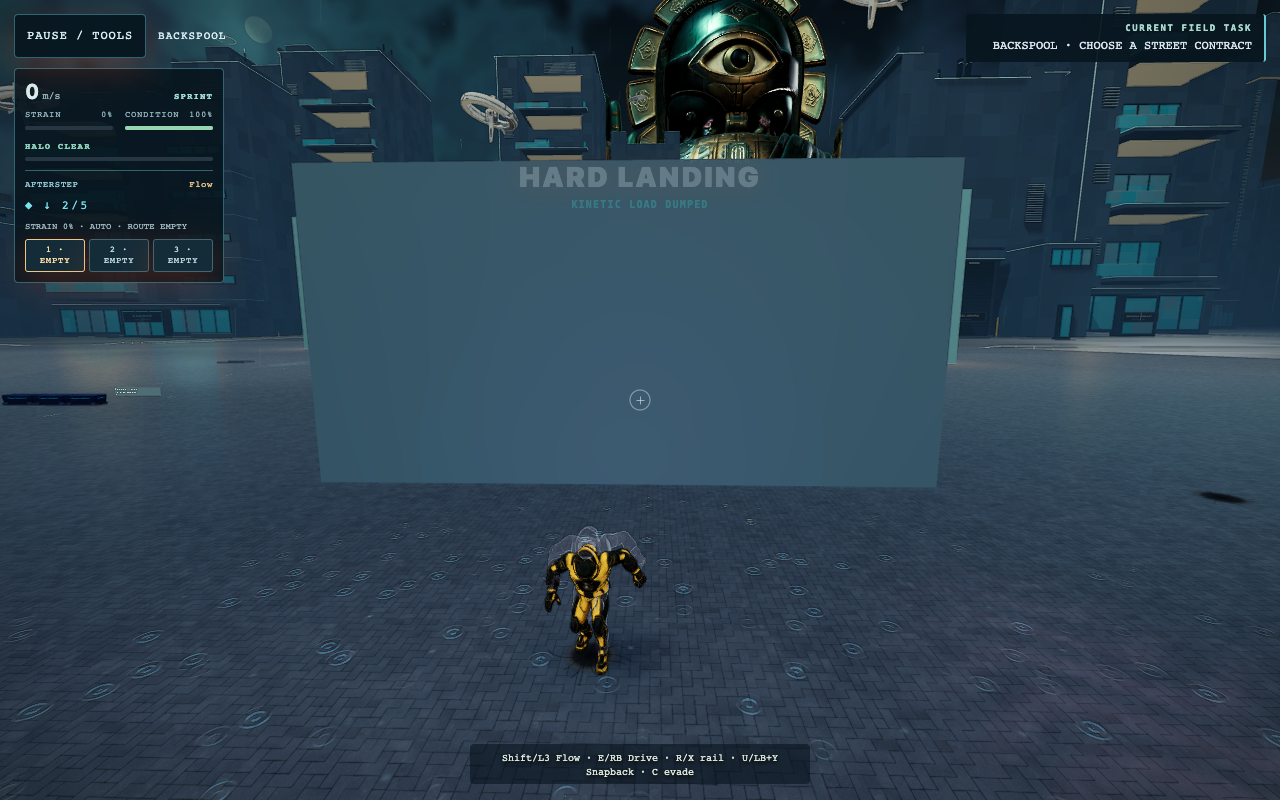 PAUSE / TOOLS
BACKSPOOL
CURRENT FIELD TASK
BACKSPOOL · CHOOSE A STREET CONTRACT
0 m/s
SPRINT
STRAIN 0%
CONDITION 100%
HALO CLEAR
AFTERSTEP
Flow
◆ ↓ 2/5
STRAIN 0% · AUTO · ROUTE EMPTY
1 · EMPTY
2 · EMPTY
3 · EMPTY
HARD LANDING
KINETIC LOAD DUMPED
Shift/L3 Flow · E/RB Drive · R/X rail · U/LB+Y
Snapback · C evade